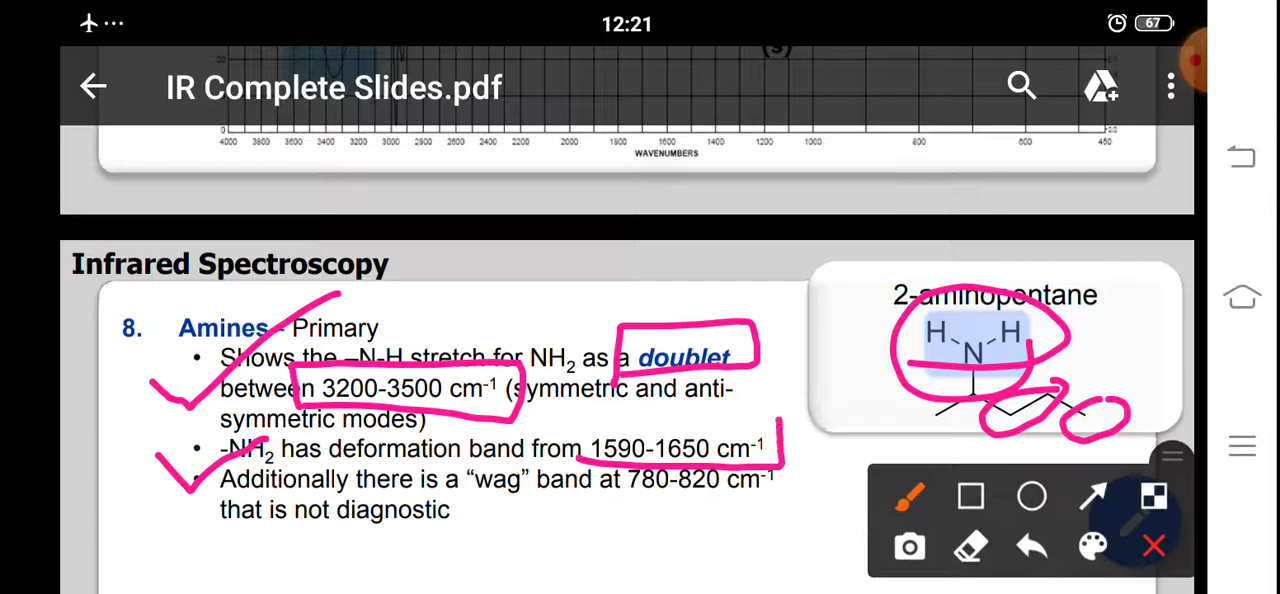 12:21
67
(s)
IR Complete Slides.pdf
20
0
4000 3800 3600 3400 3200 3000 2800 2600 2400 2200 2000 1800 1600 1400 1200 1000 800 600 450
WAVENUMBERS
Infrared Spectroscopy
8. Amines - Primary
• Shows the –N-H stretch for NH2 as a doublet
between 3200-3500 cm-1 (symmetric and anti-
symmetric modes)
• -NH2 has deformation band from 1590-1650 cm-1
• Additionally there is a “wag” band at 780-820 cm-1
that is not diagnostic
2-aminopentane
H H
N